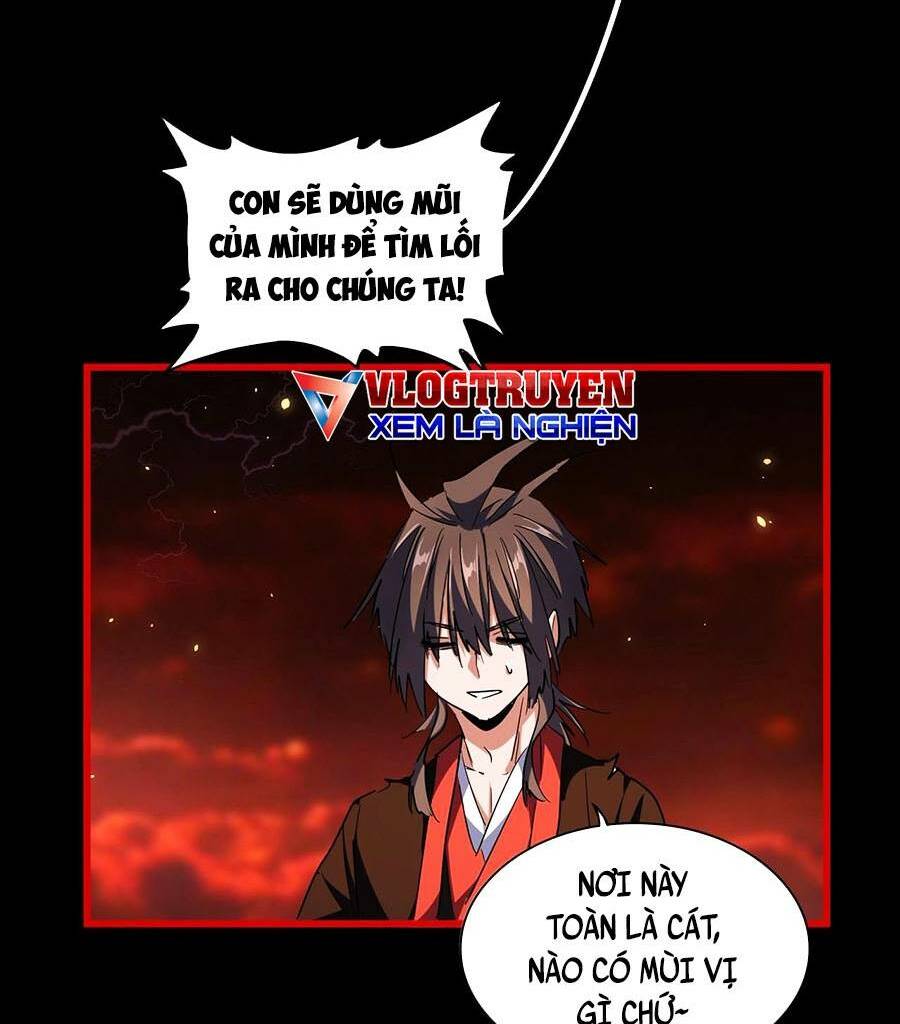 CON SẼ DÙNG MŨI
CỦA MÌNH ĐỂ TÌM LỐI
RA CHO CHÚNG TA!
VLOGTRUYEN
XEM LÀ NGHIỆN
NƠI NÀY
TOÀN LÀ CÁT,
NÀO CÓ MÙI VỊ
GÌ CHỨ~